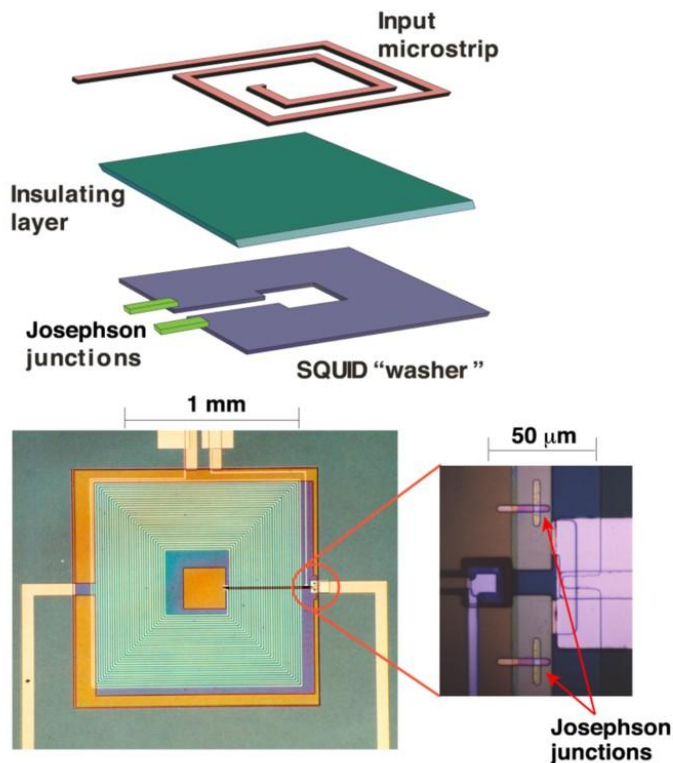 Input
microstrip
Insulating
layer
Josephson
junctions
SQUID “washer ”
1 mm
50 μm
Josephson
junctions